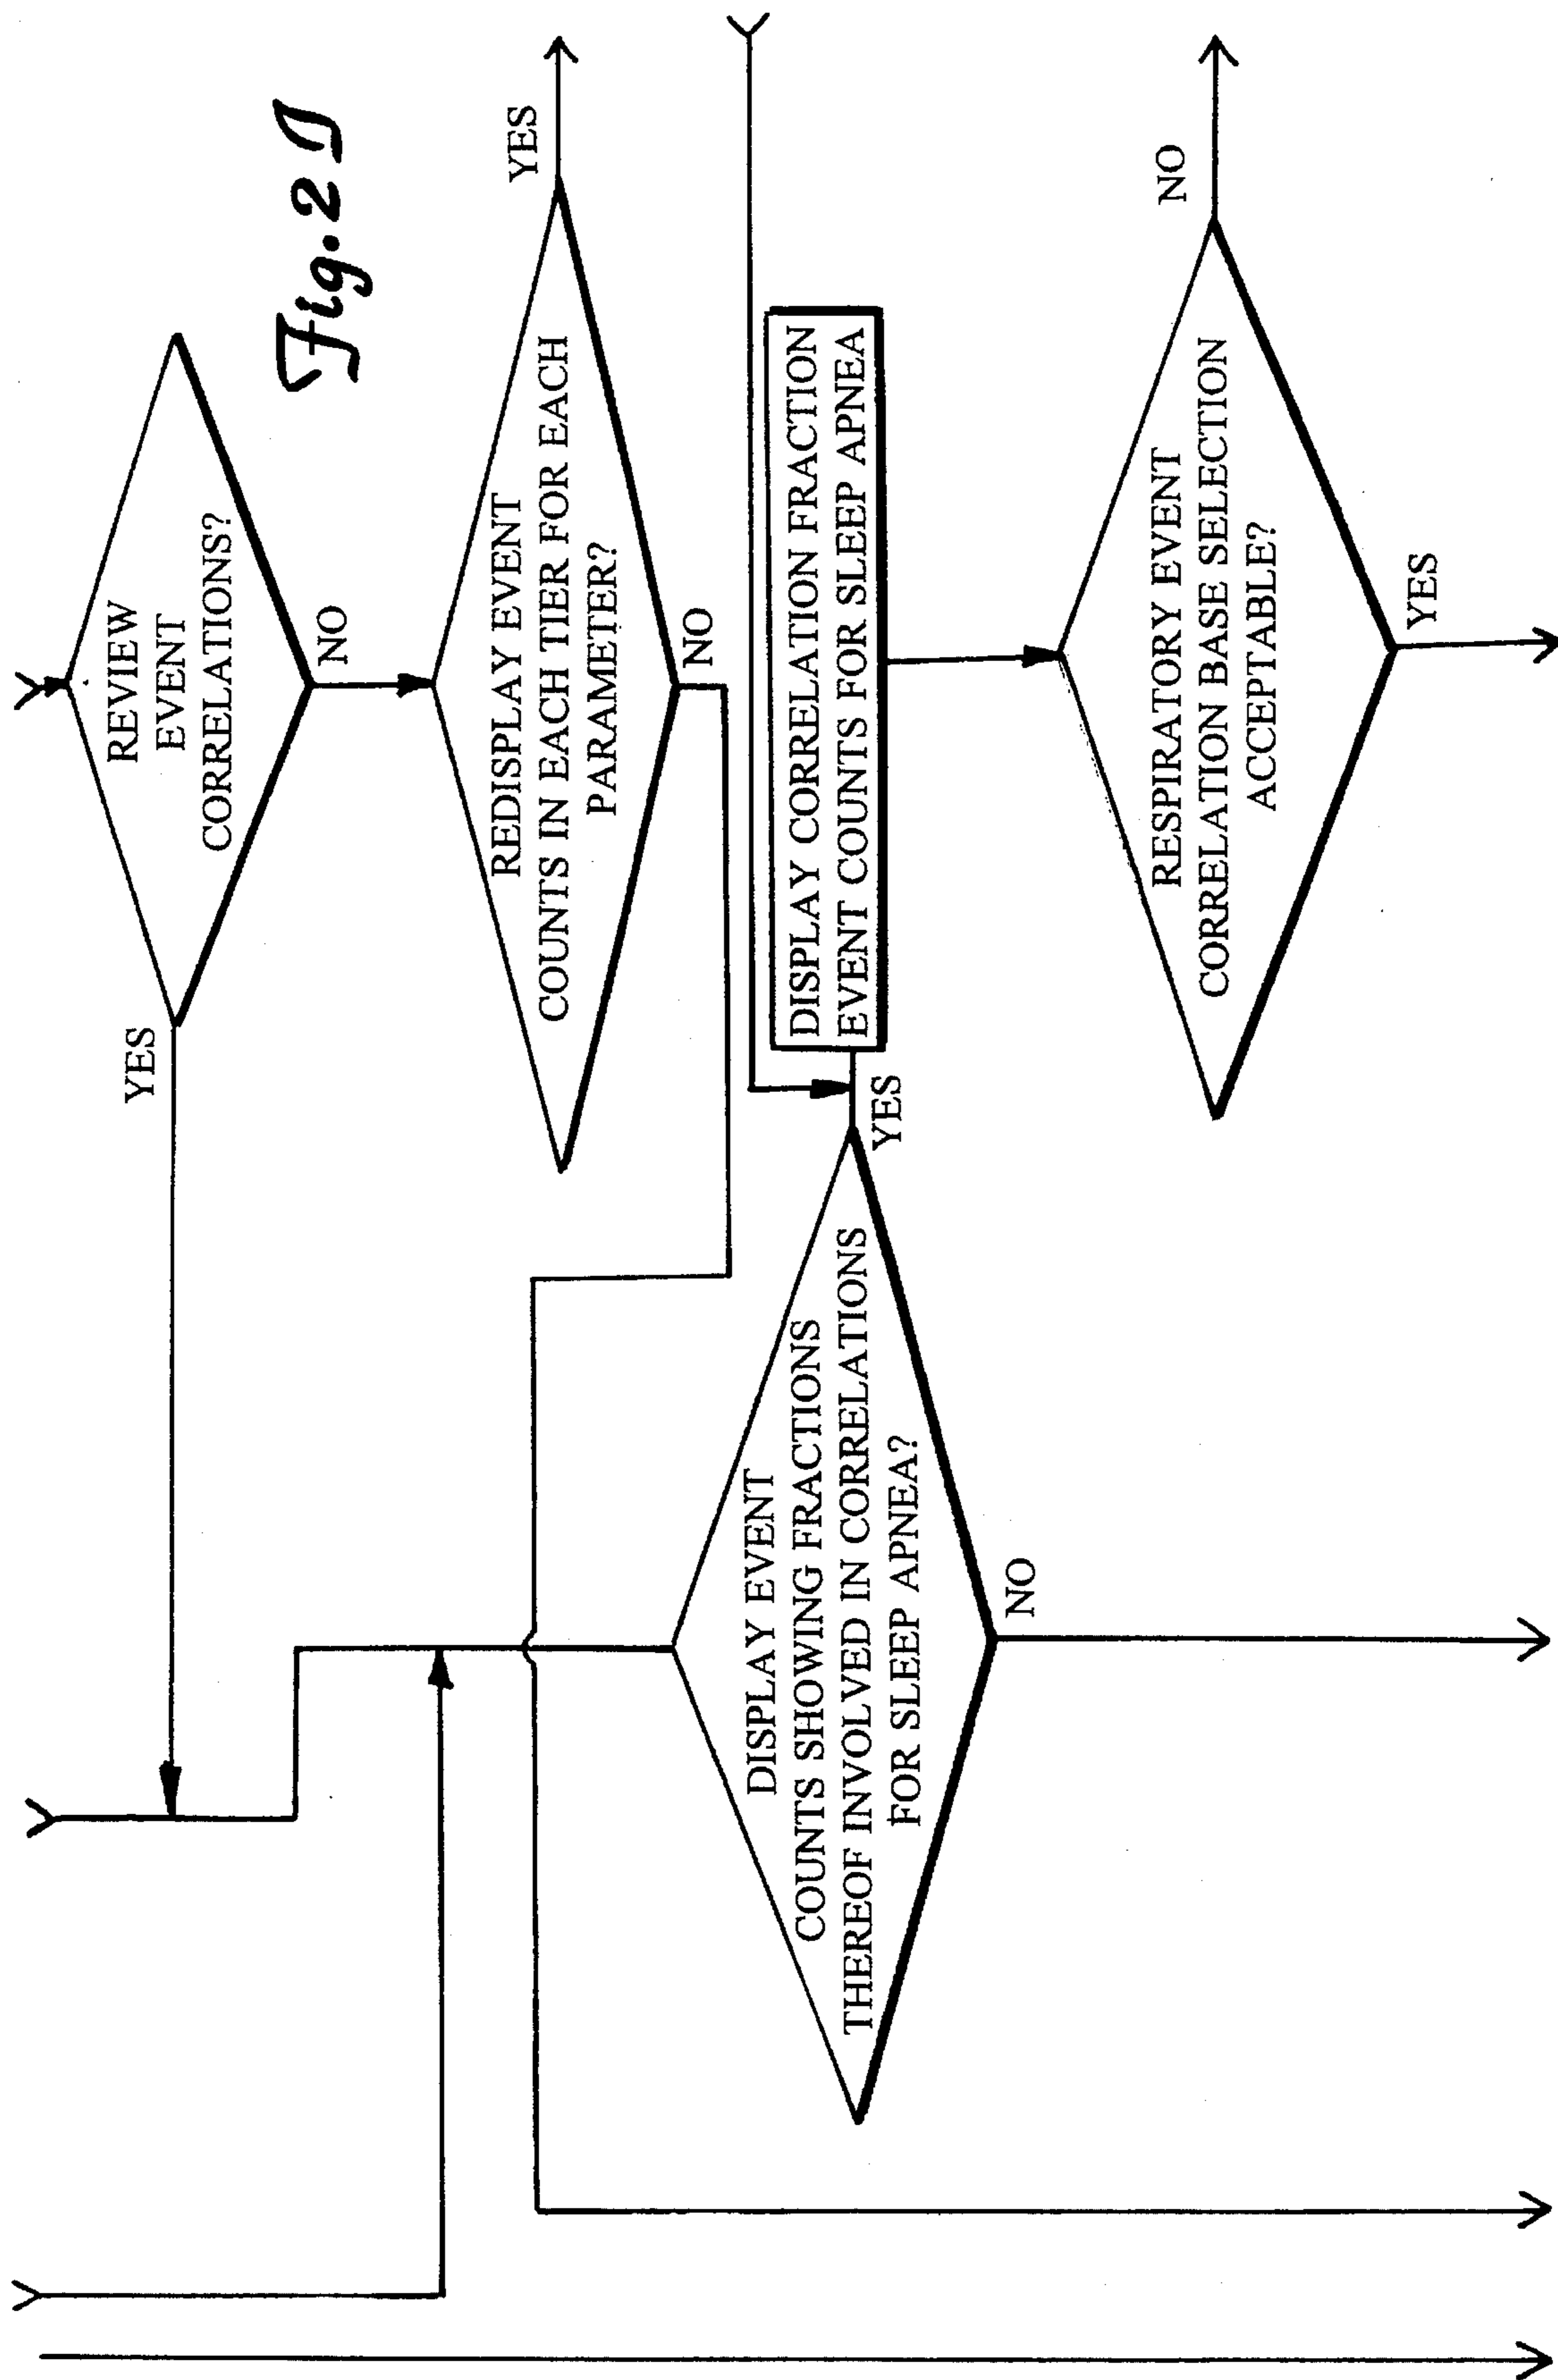 Fig. 2D
REVIEW
EVENT
CORRELATIONS?
YES
NO
REDISPLAY EVENT
COUNTS IN EACH TIER FOR EACH
PARAMETER?
YES
NO
DISPLAY EVENT
COUNTS SHOWING FRACTIONS
THEREOF INVOLVED IN CORRELATIONS
FOR SLEEP APNEA?
YES
NO
DISPLAY CORRELATION FRACTION
EVENT COUNTS FOR SLEEP APNEA
RESPIRATORY EVENT
CORRELATION BASE SELECTION
ACCEPTABLE?
NO
YES